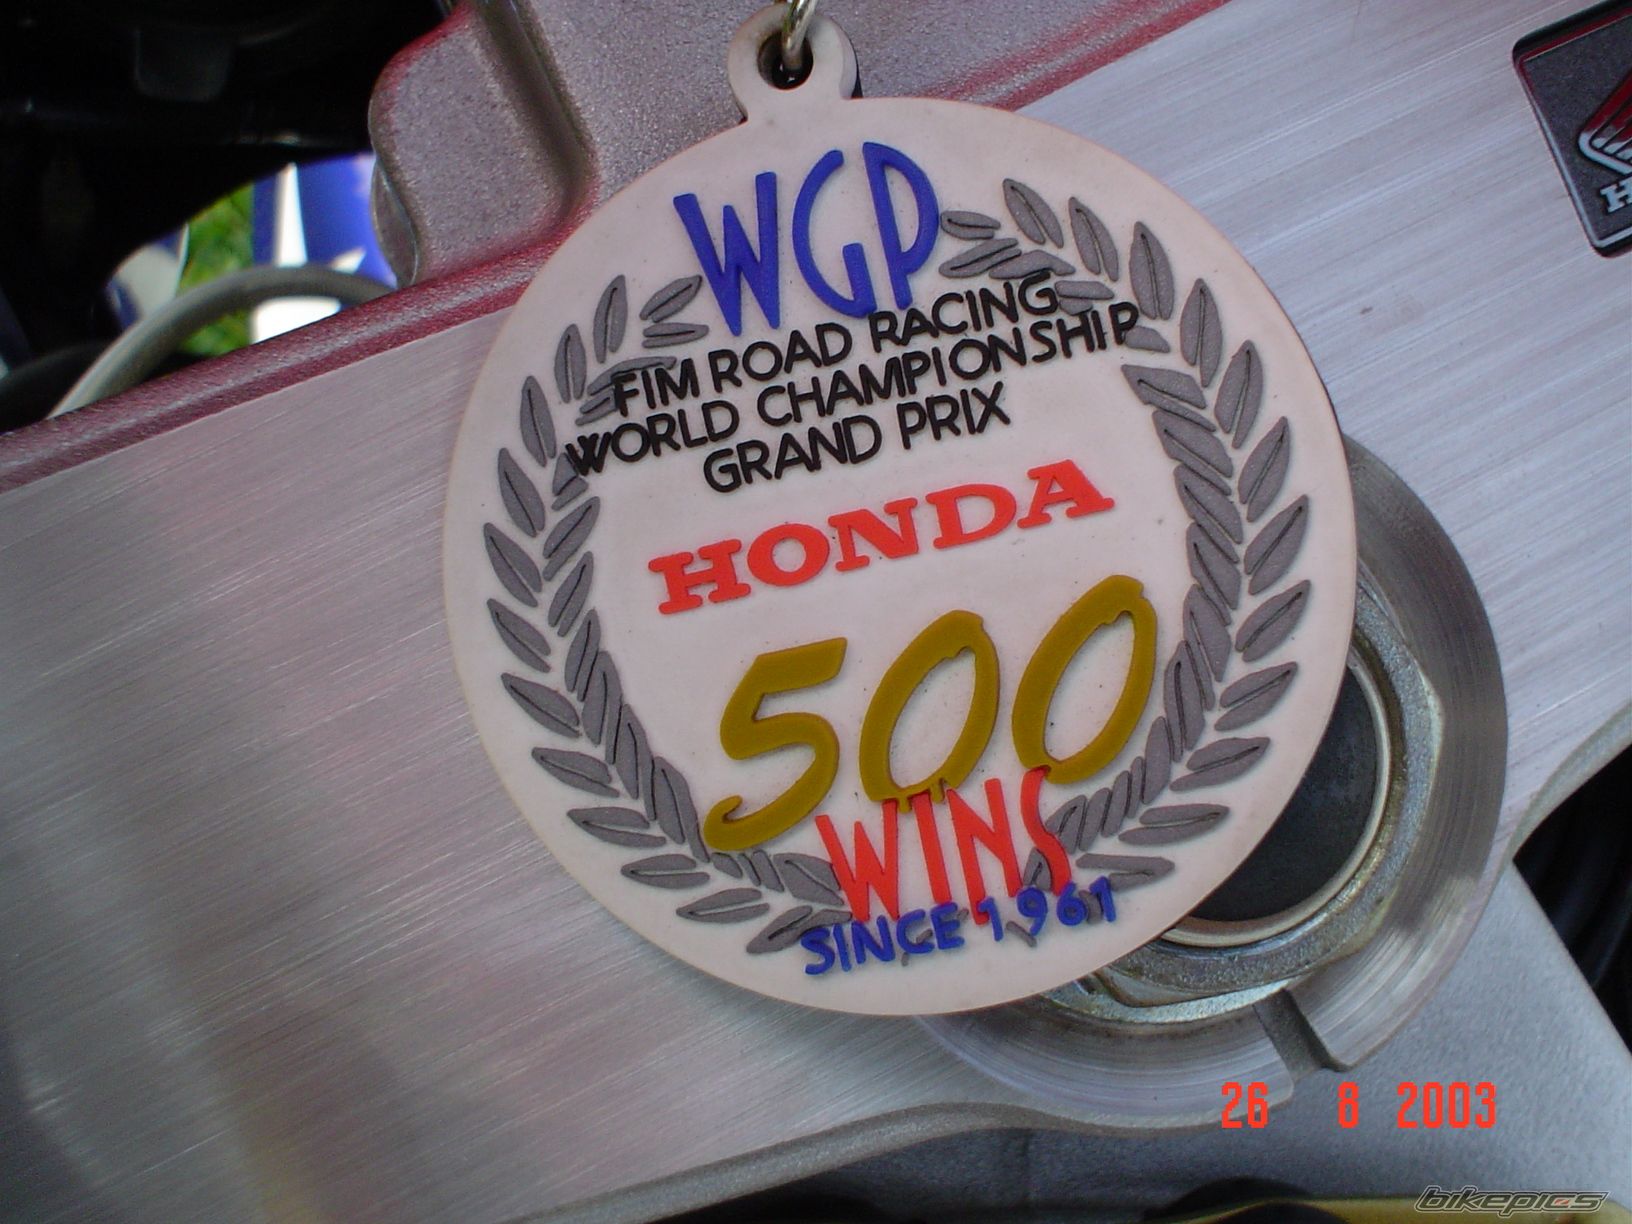 WGP
FIM ROAD RACING
WORLD CHAMPIONSHIP
GRAND PRIX
HONDA
500
WINS
SINCE 1961
26 8 2003
bikepics